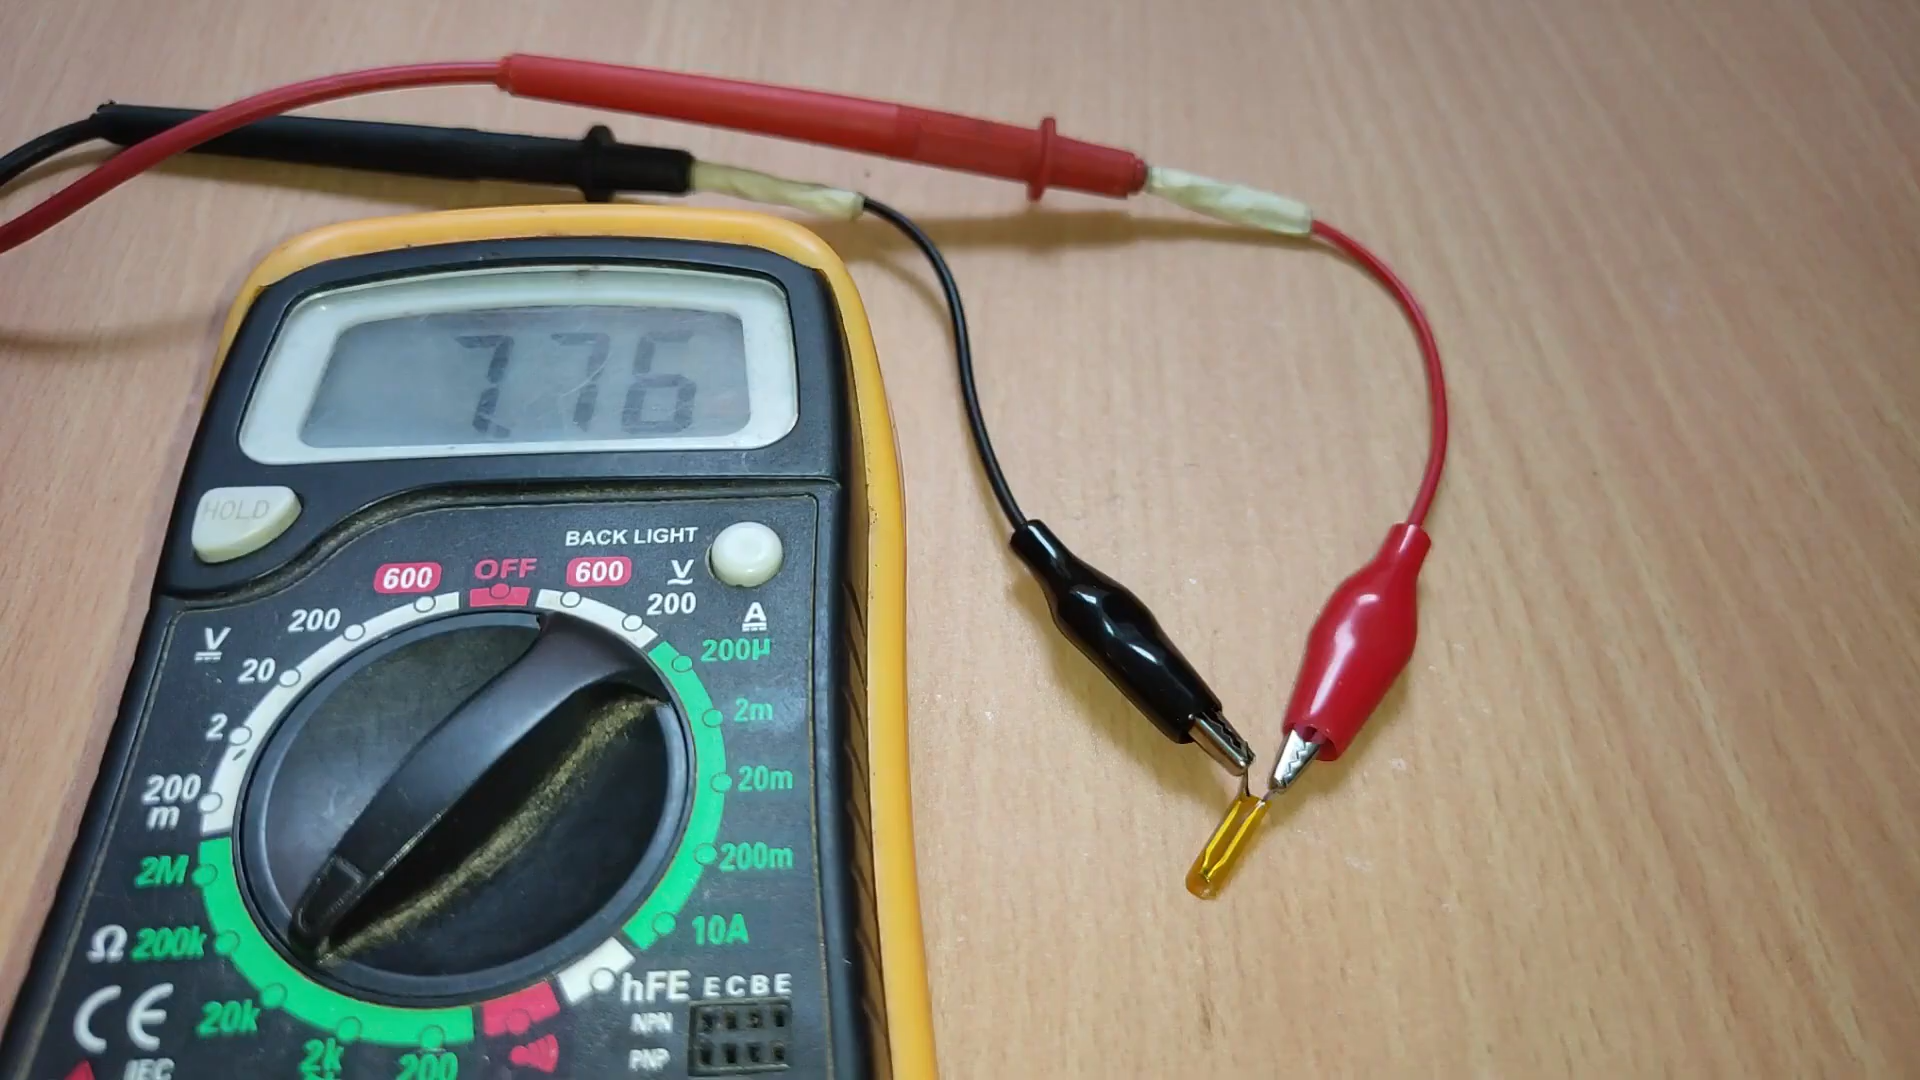 7.76
HOLD
BACK LIGHT
600 OFF 600 V
200 200
V A
20 200µ
2 2m
200
m 20m
2M 200m
Ω 200k 10A
20k hFE E C B E
CE NPN
2k PNP
200
IEC